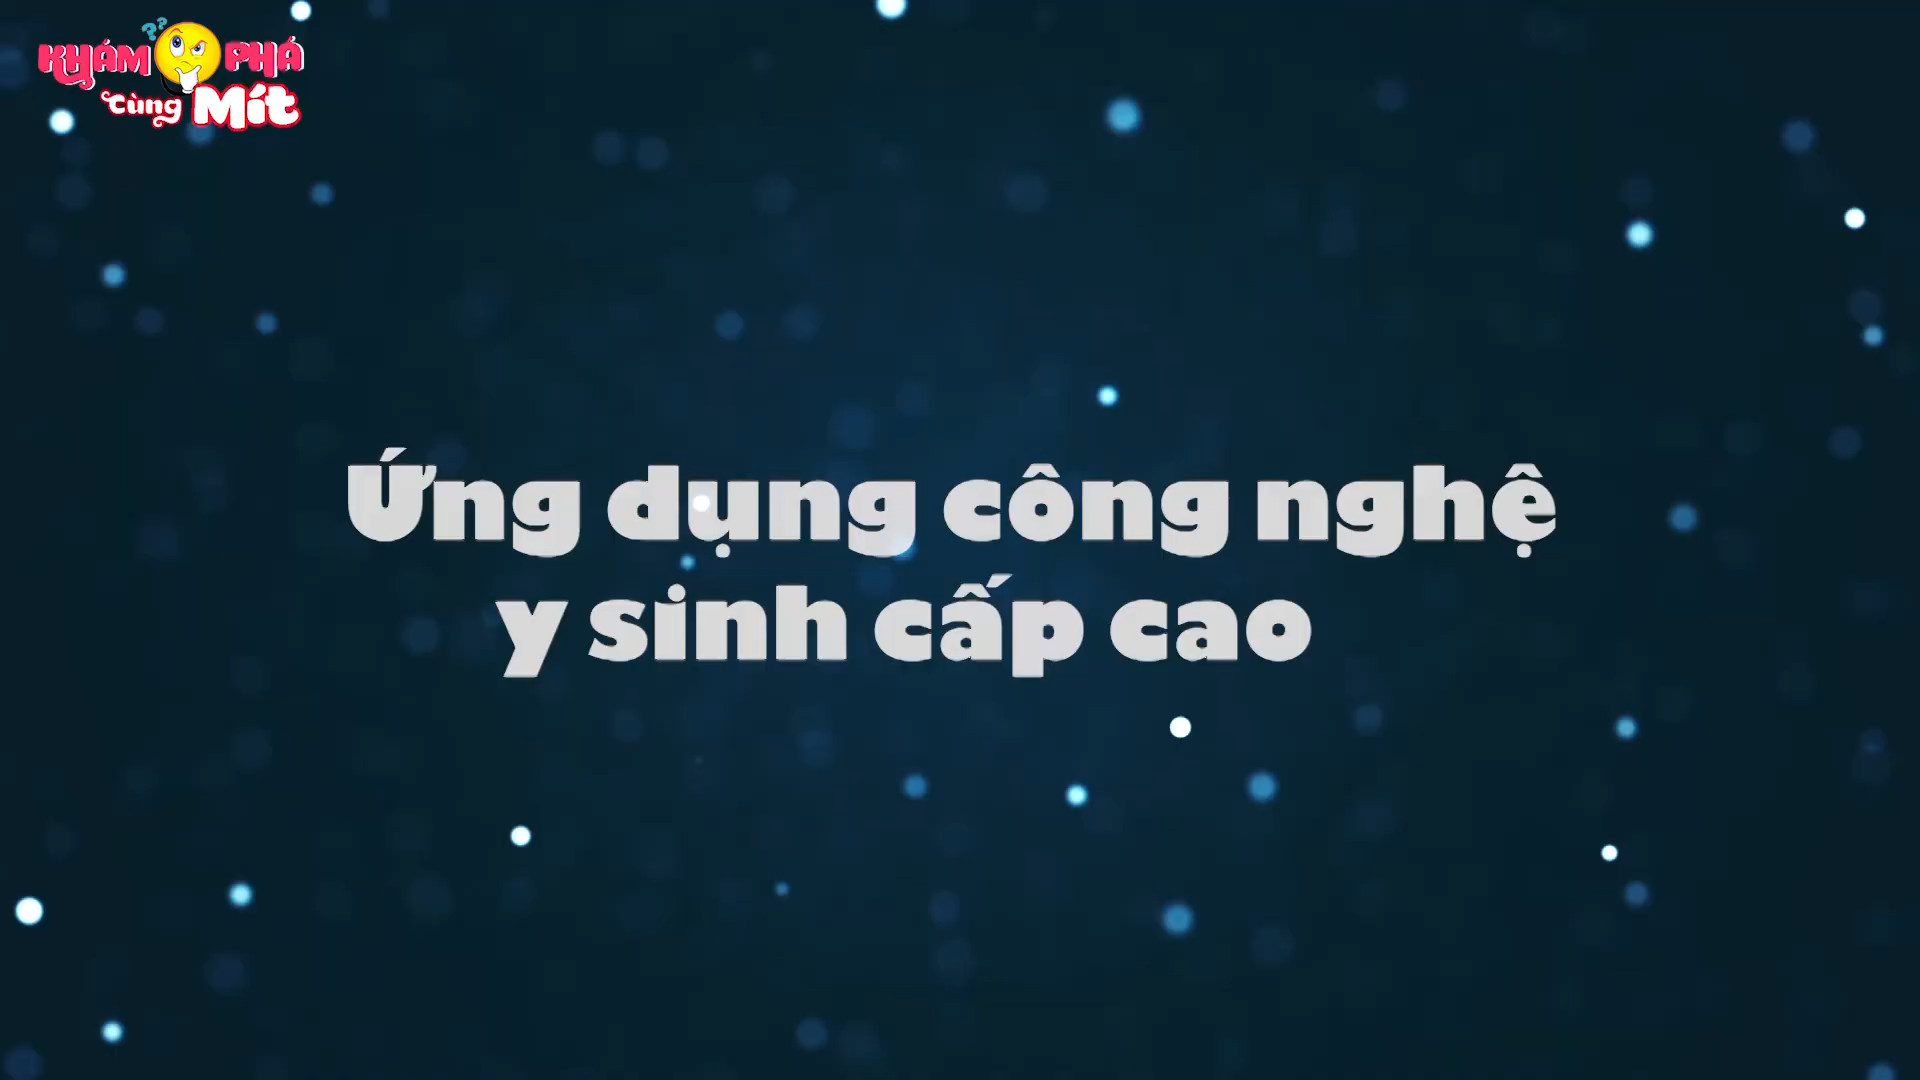 KHÁM PHÁ
Cùng Mít
Ứng dụng công nghệ
y sinh cấp cao